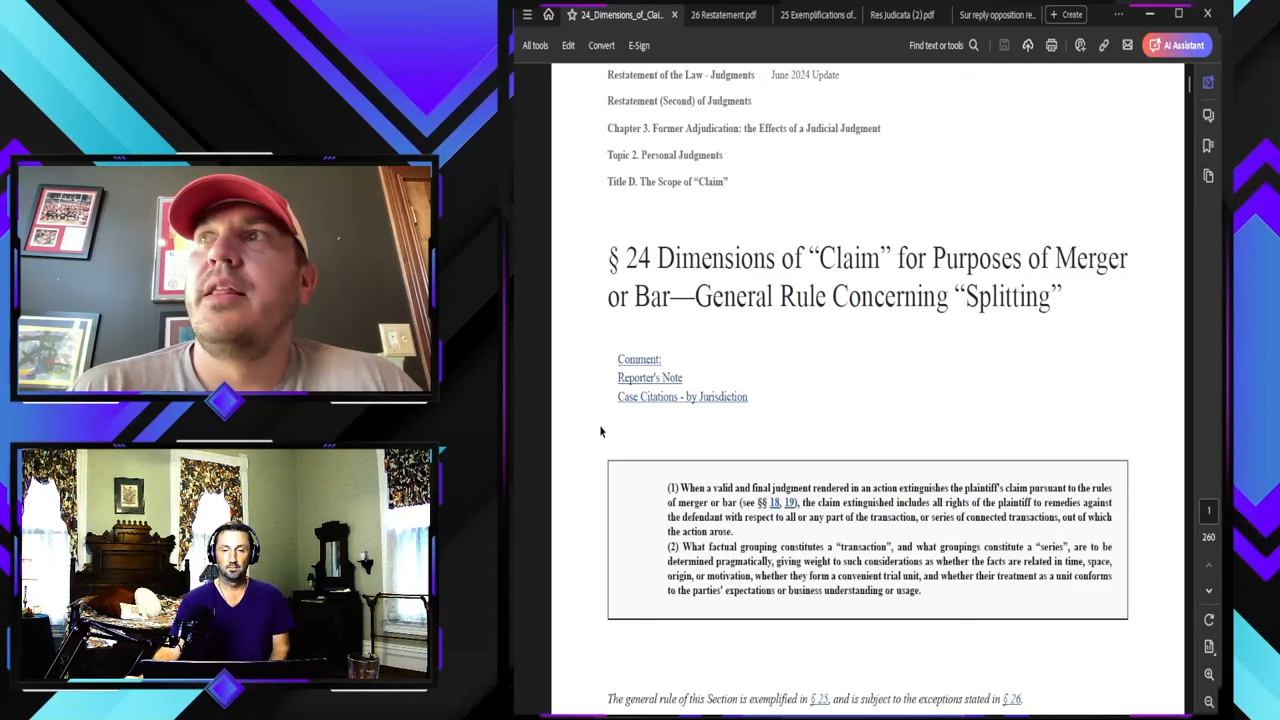 24_Dimensions_of_Clai...
26 Restatement.pdf
25 Exemplifications of..
Res Judicata (2).pdf
Sur reply opposition re...
Create
All tools
Edit
Convert
E-Sign
Find text or tools
AI Assistant
Restatement of the Law - Judgments June 2024 Update
Restatement (Second) of Judgments
Chapter 3. Former Adjudication: the Effects of a Judicial Judgment
Topic 2. Personal Judgments
Title D. The Scope of “Claim”
§ 24 Dimensions of “Claim” for Purposes of Merger
or Bar—General Rule Concerning “Splitting”
Comment:
Reporter's Note
Case Citations - by Jurisdiction
(1) When a valid and final judgment rendered in an action extinguishes the plaintiff’s claim pursuant to the rules
of merger or bar (see §§ 18, 19), the claim extinguished includes all rights of the plaintiff to remedies against
the defendant with respect to all or any part of the transaction, or series of connected transactions, out of which
the action arose.
(2) What factual grouping constitutes a “transaction”, and what groupings constitute a “series”, are to be
determined pragmatically, giving weight to such considerations as whether the facts are related in time, space,
origin, or motivation, whether they form a convenient trial unit, and whether their treatment as a unit conforms
to the parties’ expectations or business understanding or usage.
The general rule of this Section is exemplified in § 25, and is subject to the exceptions stated in § 26.
1
260